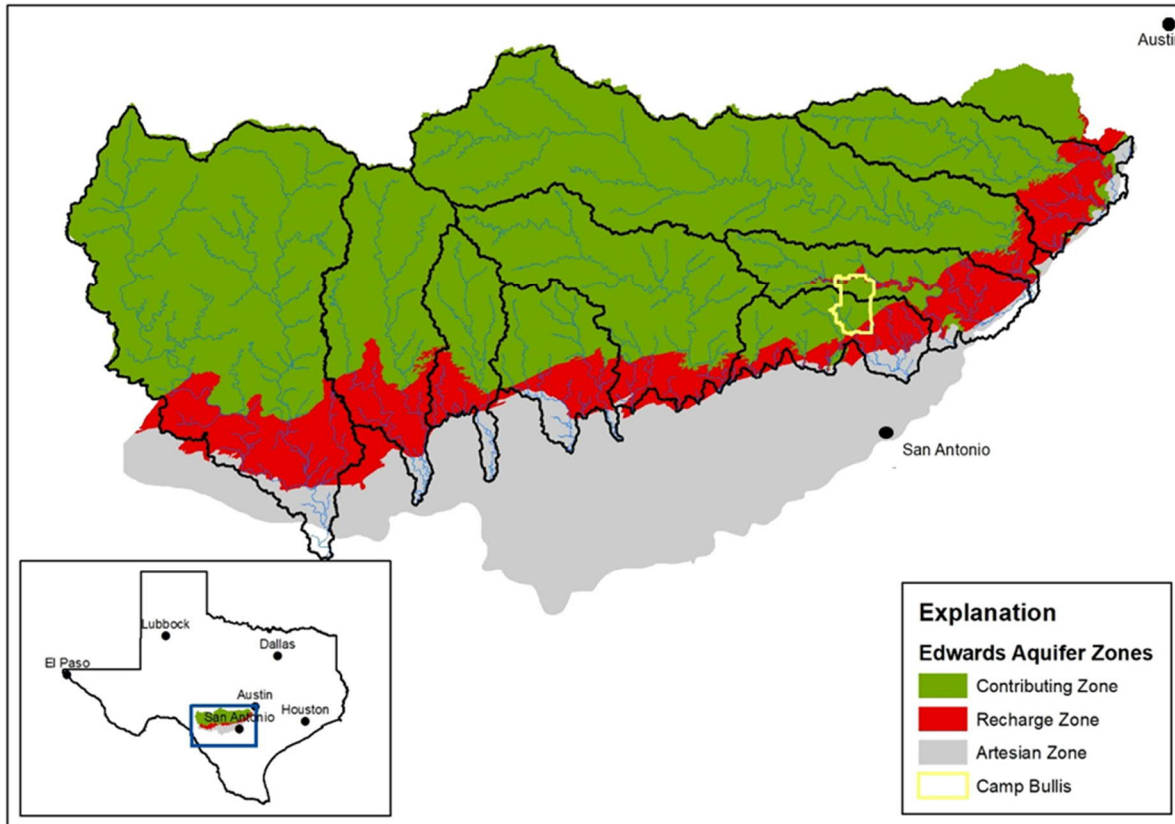 Austi
San Antonio
Lubbock
Dallas
El Paso
Austin
San Antonio
Houston
Explanation
Edwards Aquifer Zones
Contributing Zone
Recharge Zone
Artesian Zone
Camp Bullis